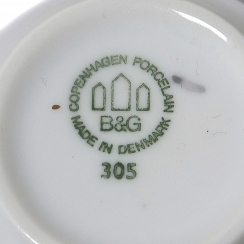 COPENHAGEN PORCELAIN
B&G
MADE IN DENMARK
305